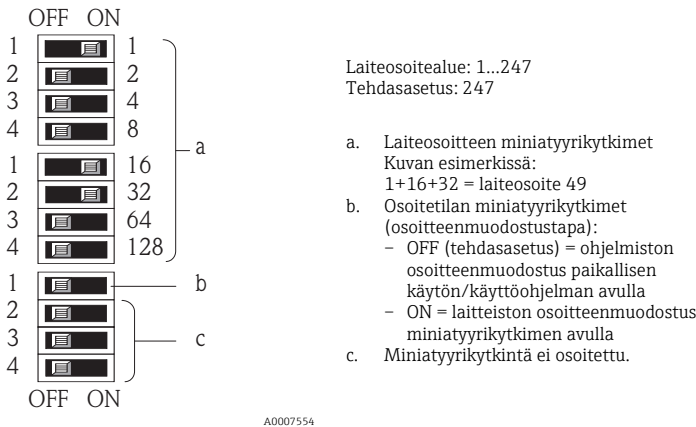 OFF ON
1 1
2 2
3 4
4 8
a
1 16
2 32
3 64
4 128
1 b
2
3 c
4
OFF ON
A0007554
Laiteosoitealue: 1...247
Tehdasasetus: 247
a. Laiteosoitteen miniatyyrikytkimet
Kuvan esimerkissä:
1+16+32 = laiteosoite 49
b. Osoitetilan miniatyyrikytkimet
(osoitteenmuodostustapa):
– OFF (tehdasasetus) = ohjelmiston
osoitteenmuodostus paikallisen
käytön/käyttöohjelman avulla
– ON = laitteiston osoitteenmuodostus
miniatyyrikytkimen avulla
c. Miniatyyrikytkintä ei osoitettu.